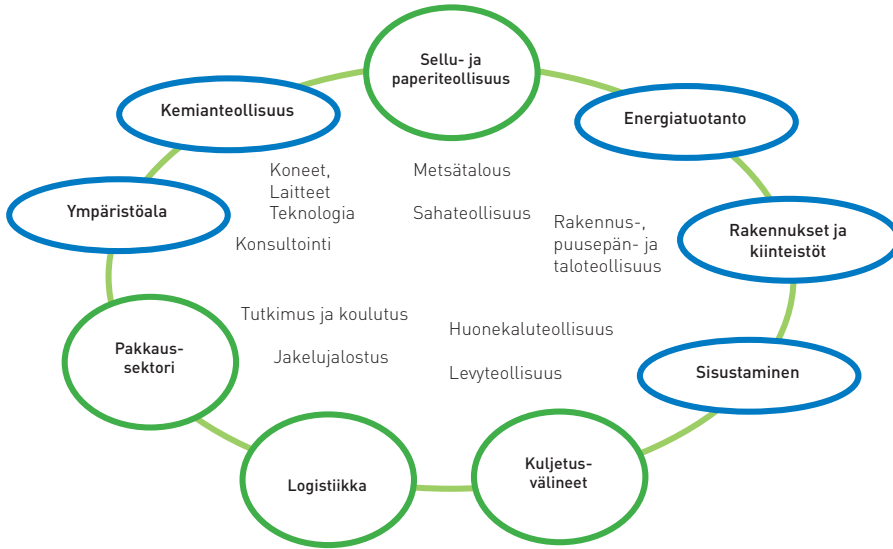 Sellu- ja
paperiteollisuus
Kemianteollisuus
Energiatuotanto
Koneet,
Laitteet
Teknologia
Metsätalous
Ympäristöala
Sahateollisuus
Konsultointi
Rakennus-,
puusepän- ja
taloteollisuus
Rakennukset ja
kiinteistöt
Tutkimus ja koulutus
Huonekaluteollisuus
Pakkaus-
sektori
Jakelujalostus
Levyteollisuus
Sisustaminen
Logistiikka
Kuljetus-
välineet